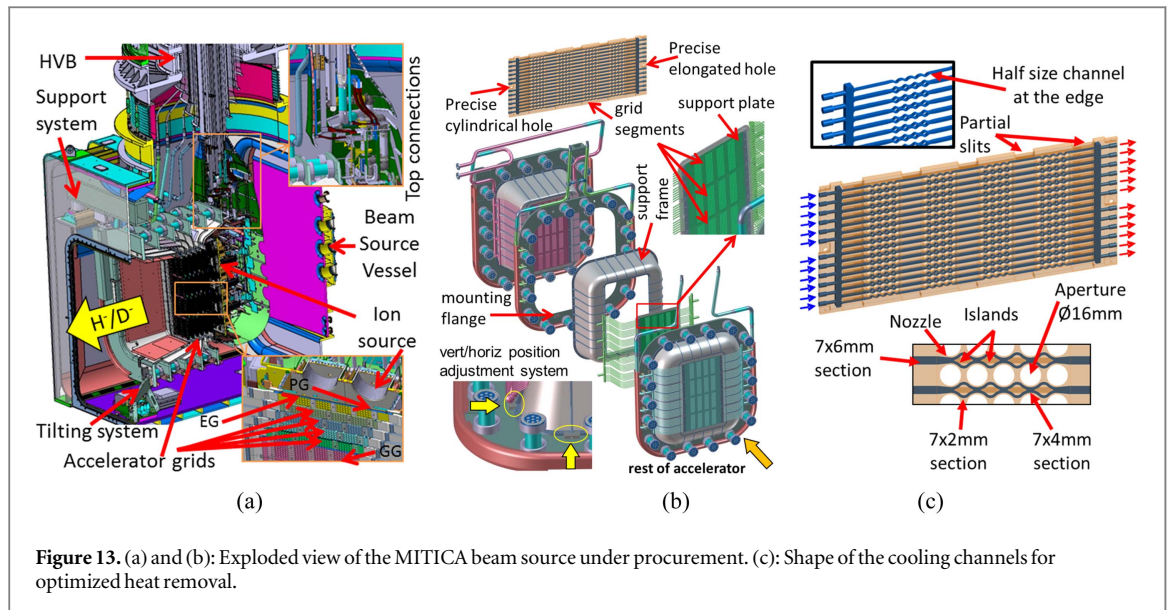 HVB
Support
system
Top connections
Beam
Source
Vessel
H⁻/D⁻
Ion
source
PG
EG
GG
Tilting system
Accelerator grids
(a)
Precise
elongated hole
Precise
cylindrical hole
grid
segments
support plate
support
frame
mounting
flange
vert/horiz position
adjustment system
rest of accelerator
(b)
Half size channel
at the edge
Partial
slits
Aperture
Ø16mm
Islands
Nozzle
7x6mm
section
7x2mm
section
7x4mm
section
(c)
Figure 13. (a) and (b): Exploded view of the MITICA beam source under procurement. (c): Shape of the cooling channels for
optimized heat removal.